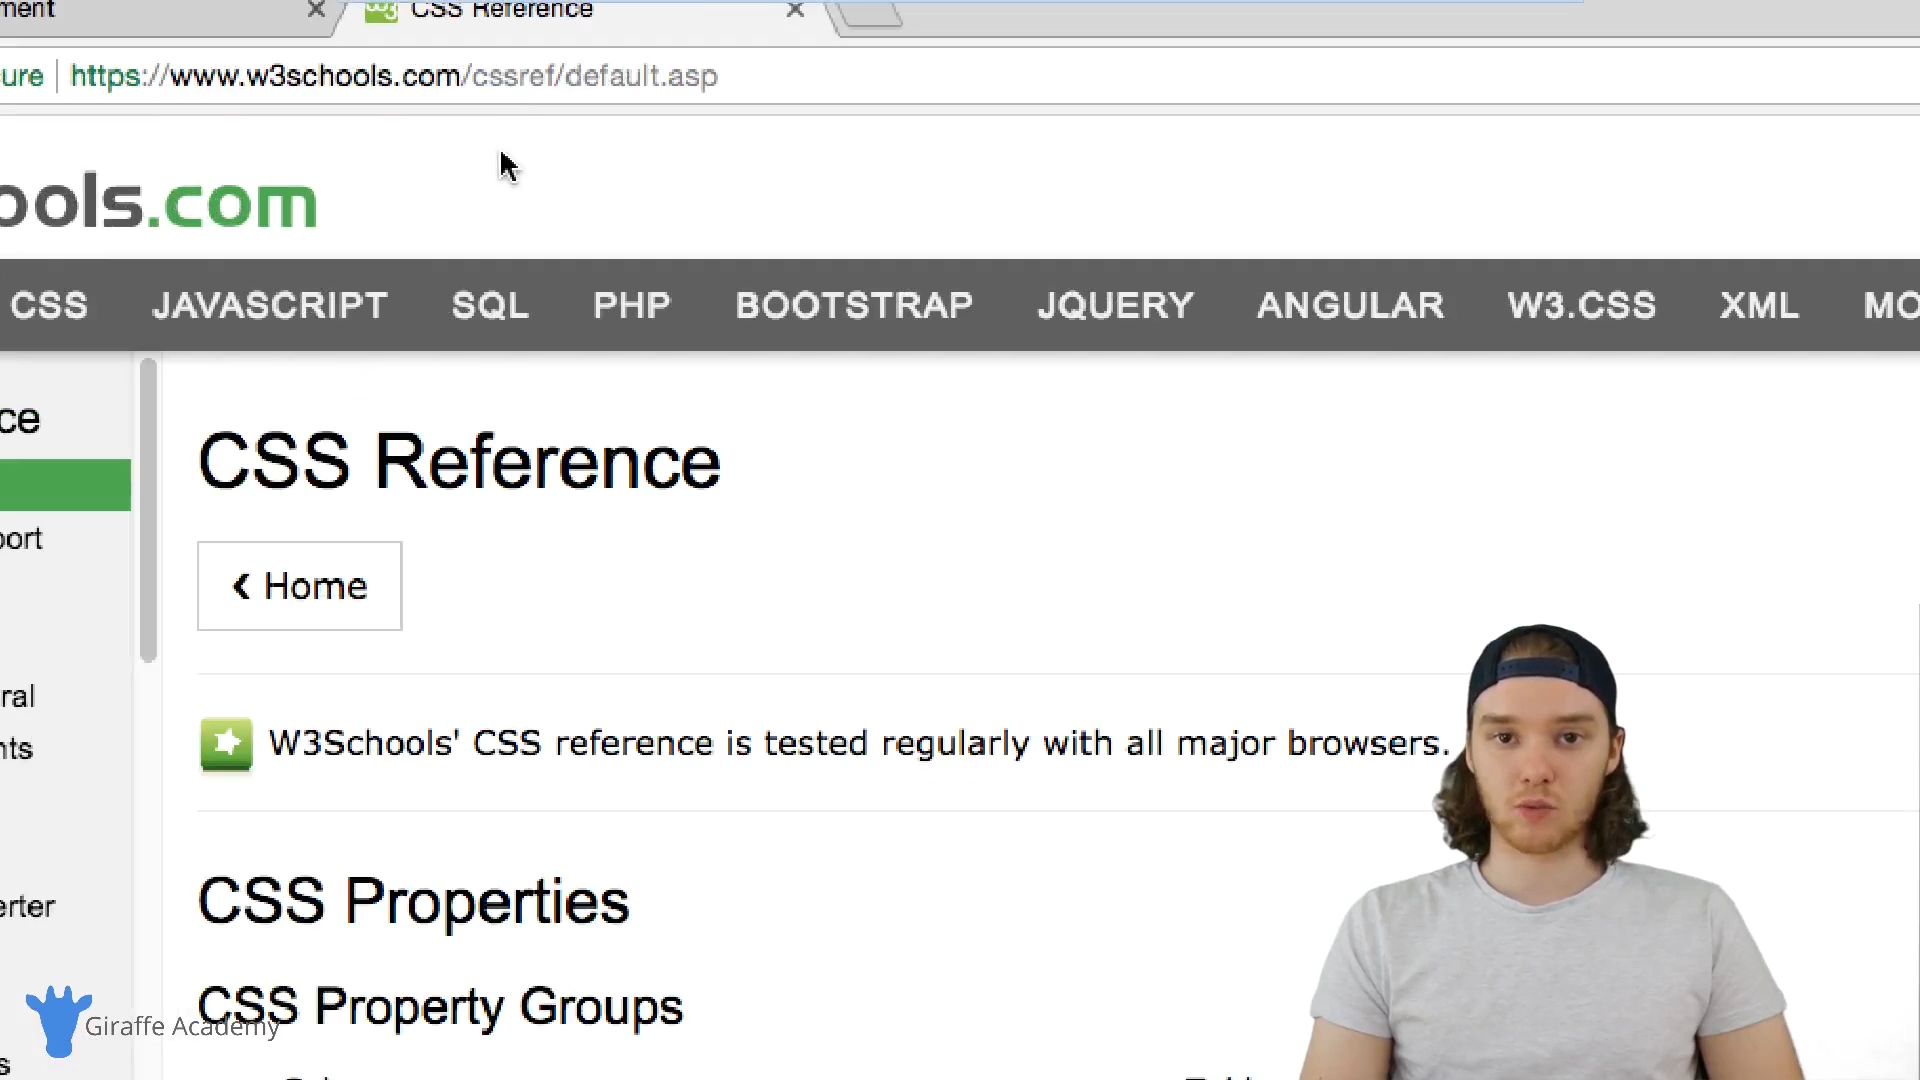 ment
CSS Reference
ure https://www.w3schools.com/cssref/default.asp
ools.com
CSS JAVASCRIPT SQL PHP BOOTSTRAP JQUERY ANGULAR W3.CSS XML MO
ce
CSS Reference
port
‹ Home
ral
nts
W3Schools' CSS reference is tested regularly with all major browsers.
CSS Properties
erter
CSS Property Groups
Giraffe Academy
s